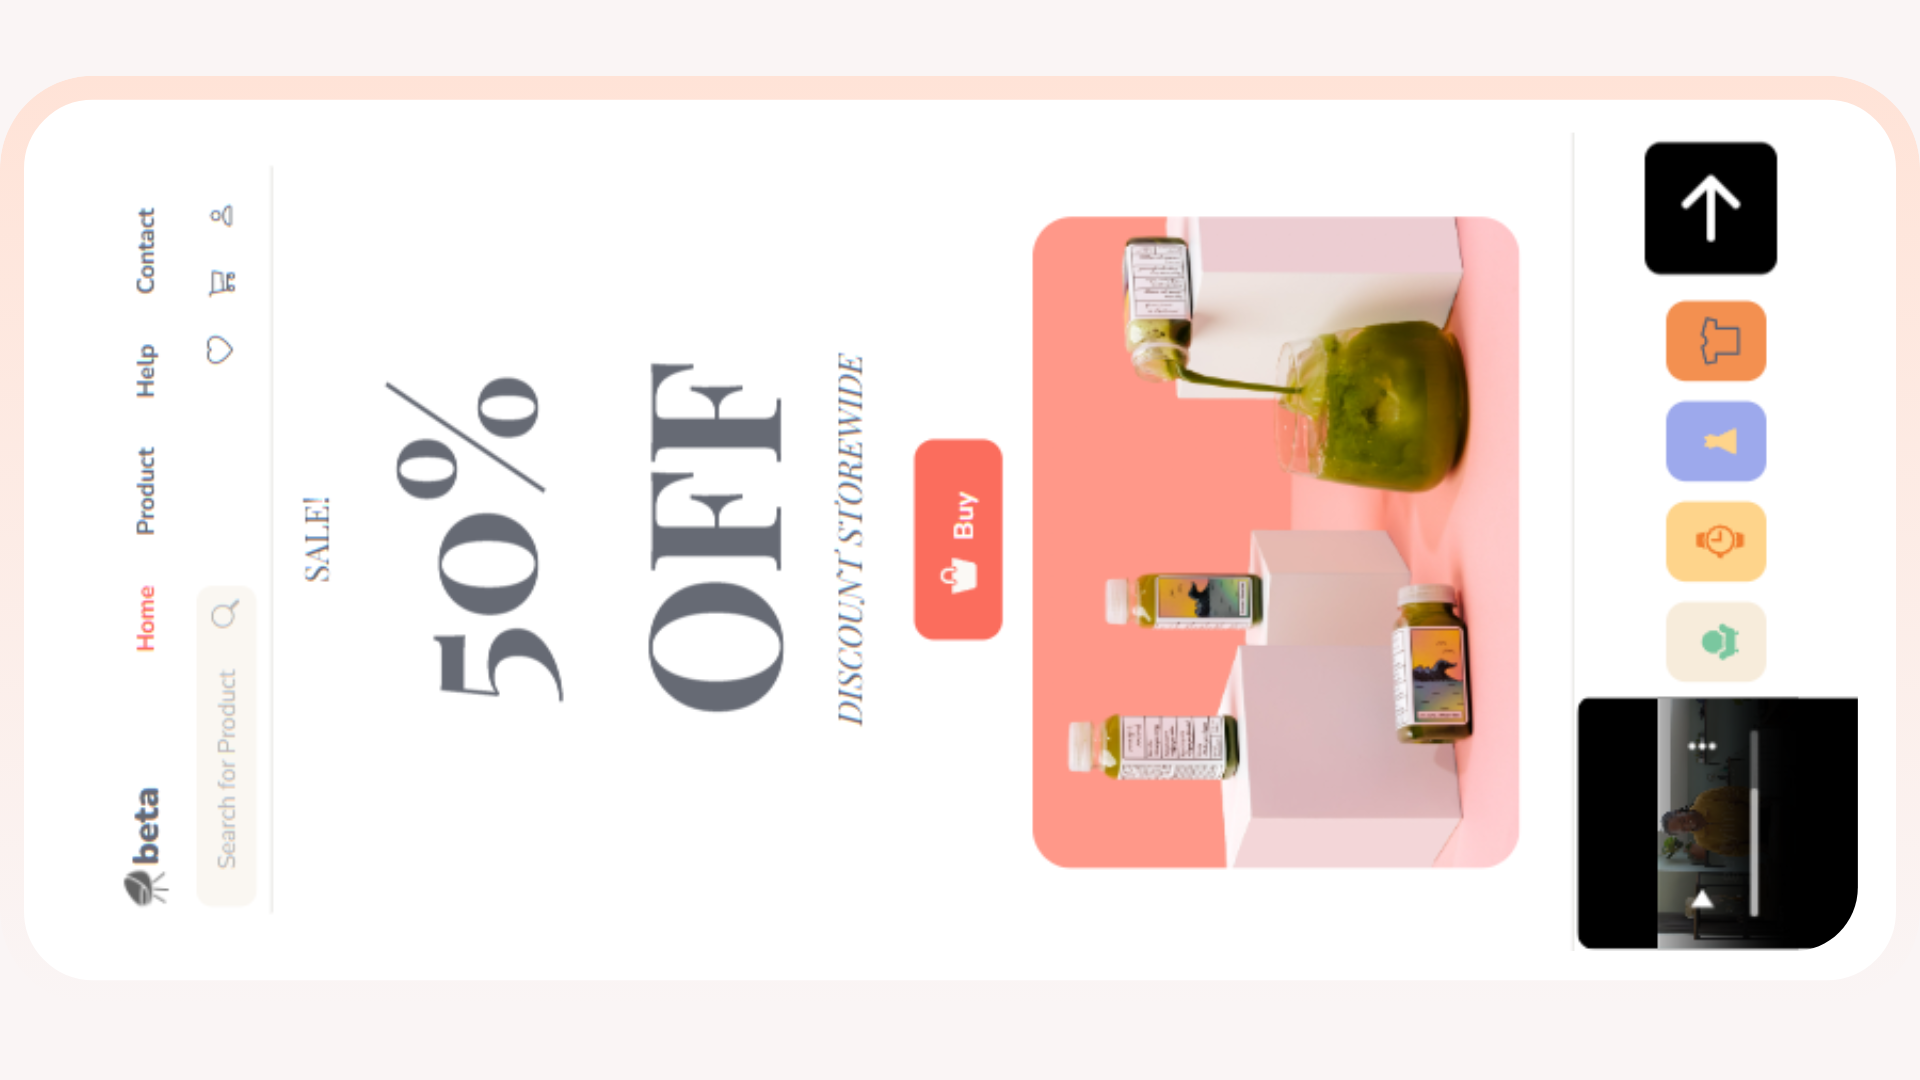 beta
Home Product Help Contact
Search for Product
SALE!
50%
OFF
DISCOUNT STOREWIDE
Buy